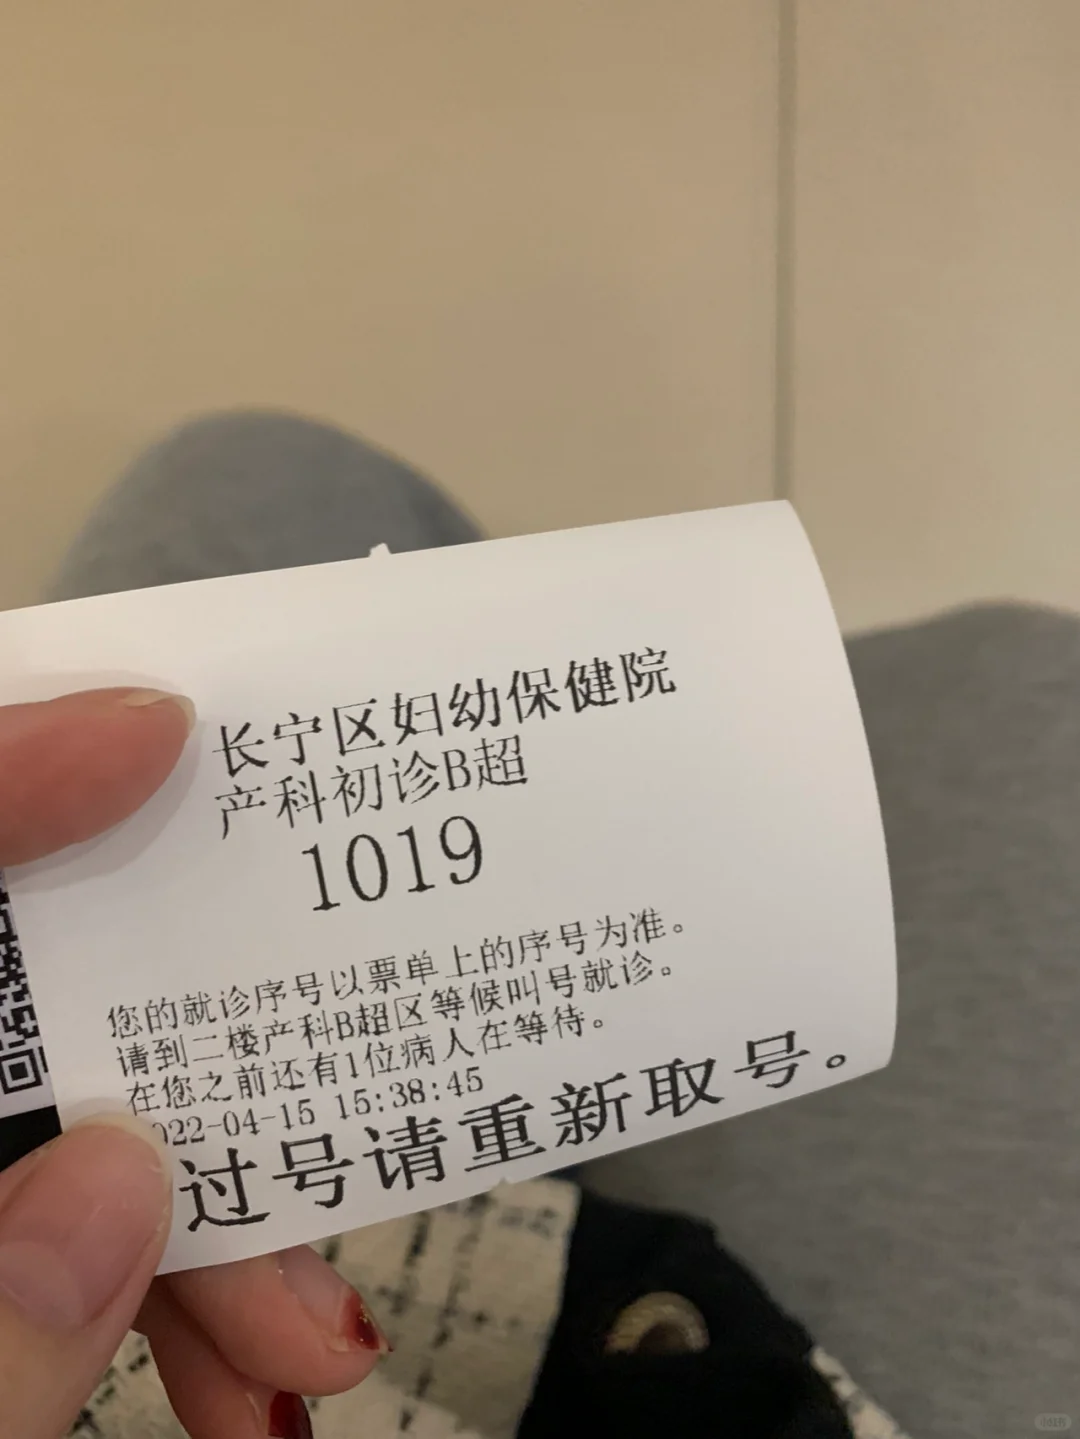 长宁区妇幼保健院
产科初诊B超
1019
您的就诊序号以票单上的序号为准。
请到二楼产科B超区等候叫号就诊。
在您之前还有1位病人在等待。
022-04-15 15:38:45
过号请重新取号。
小红书